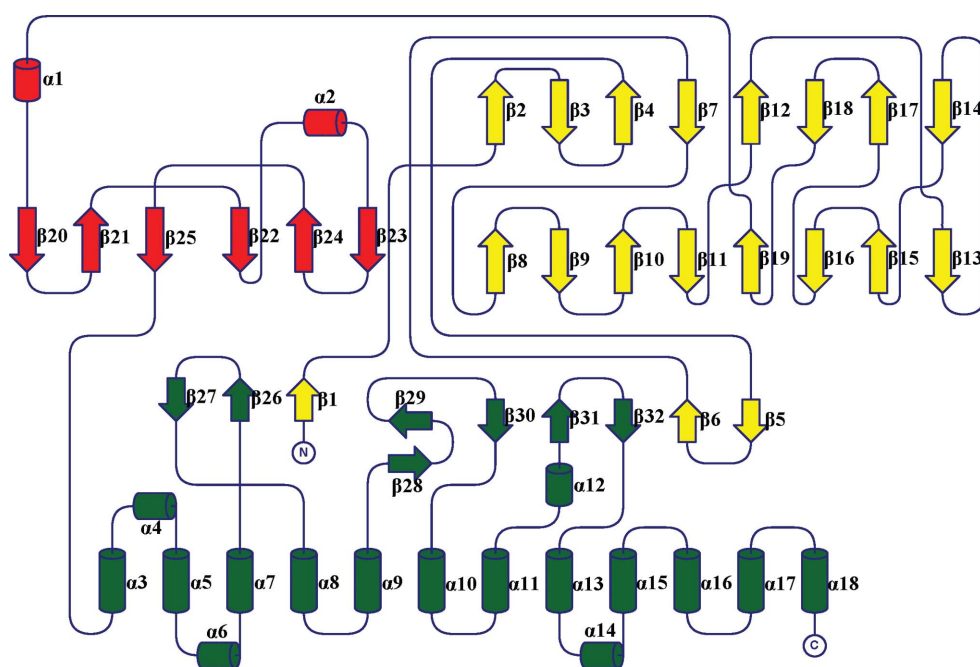 α1
α2
β2 β3 β4 β7 β12 β18 β17 β14
β20 β21 β25 β22 β24 β23
β8 β9 β10 β11 β19 β16 β15 β13
β27 β26 β1 β29 β30 β31 β32 β6 β5
N
β28
α12
α4
α3 α5 α7 α8 α9 α10 α11 α13 α15 α16 α17 α18
α6 α14
C